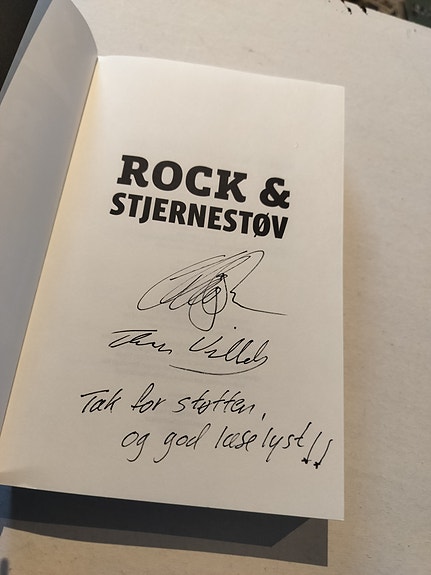 ROCK &
STJERNESTØV
Tak for støtten,
og god læselyst!!